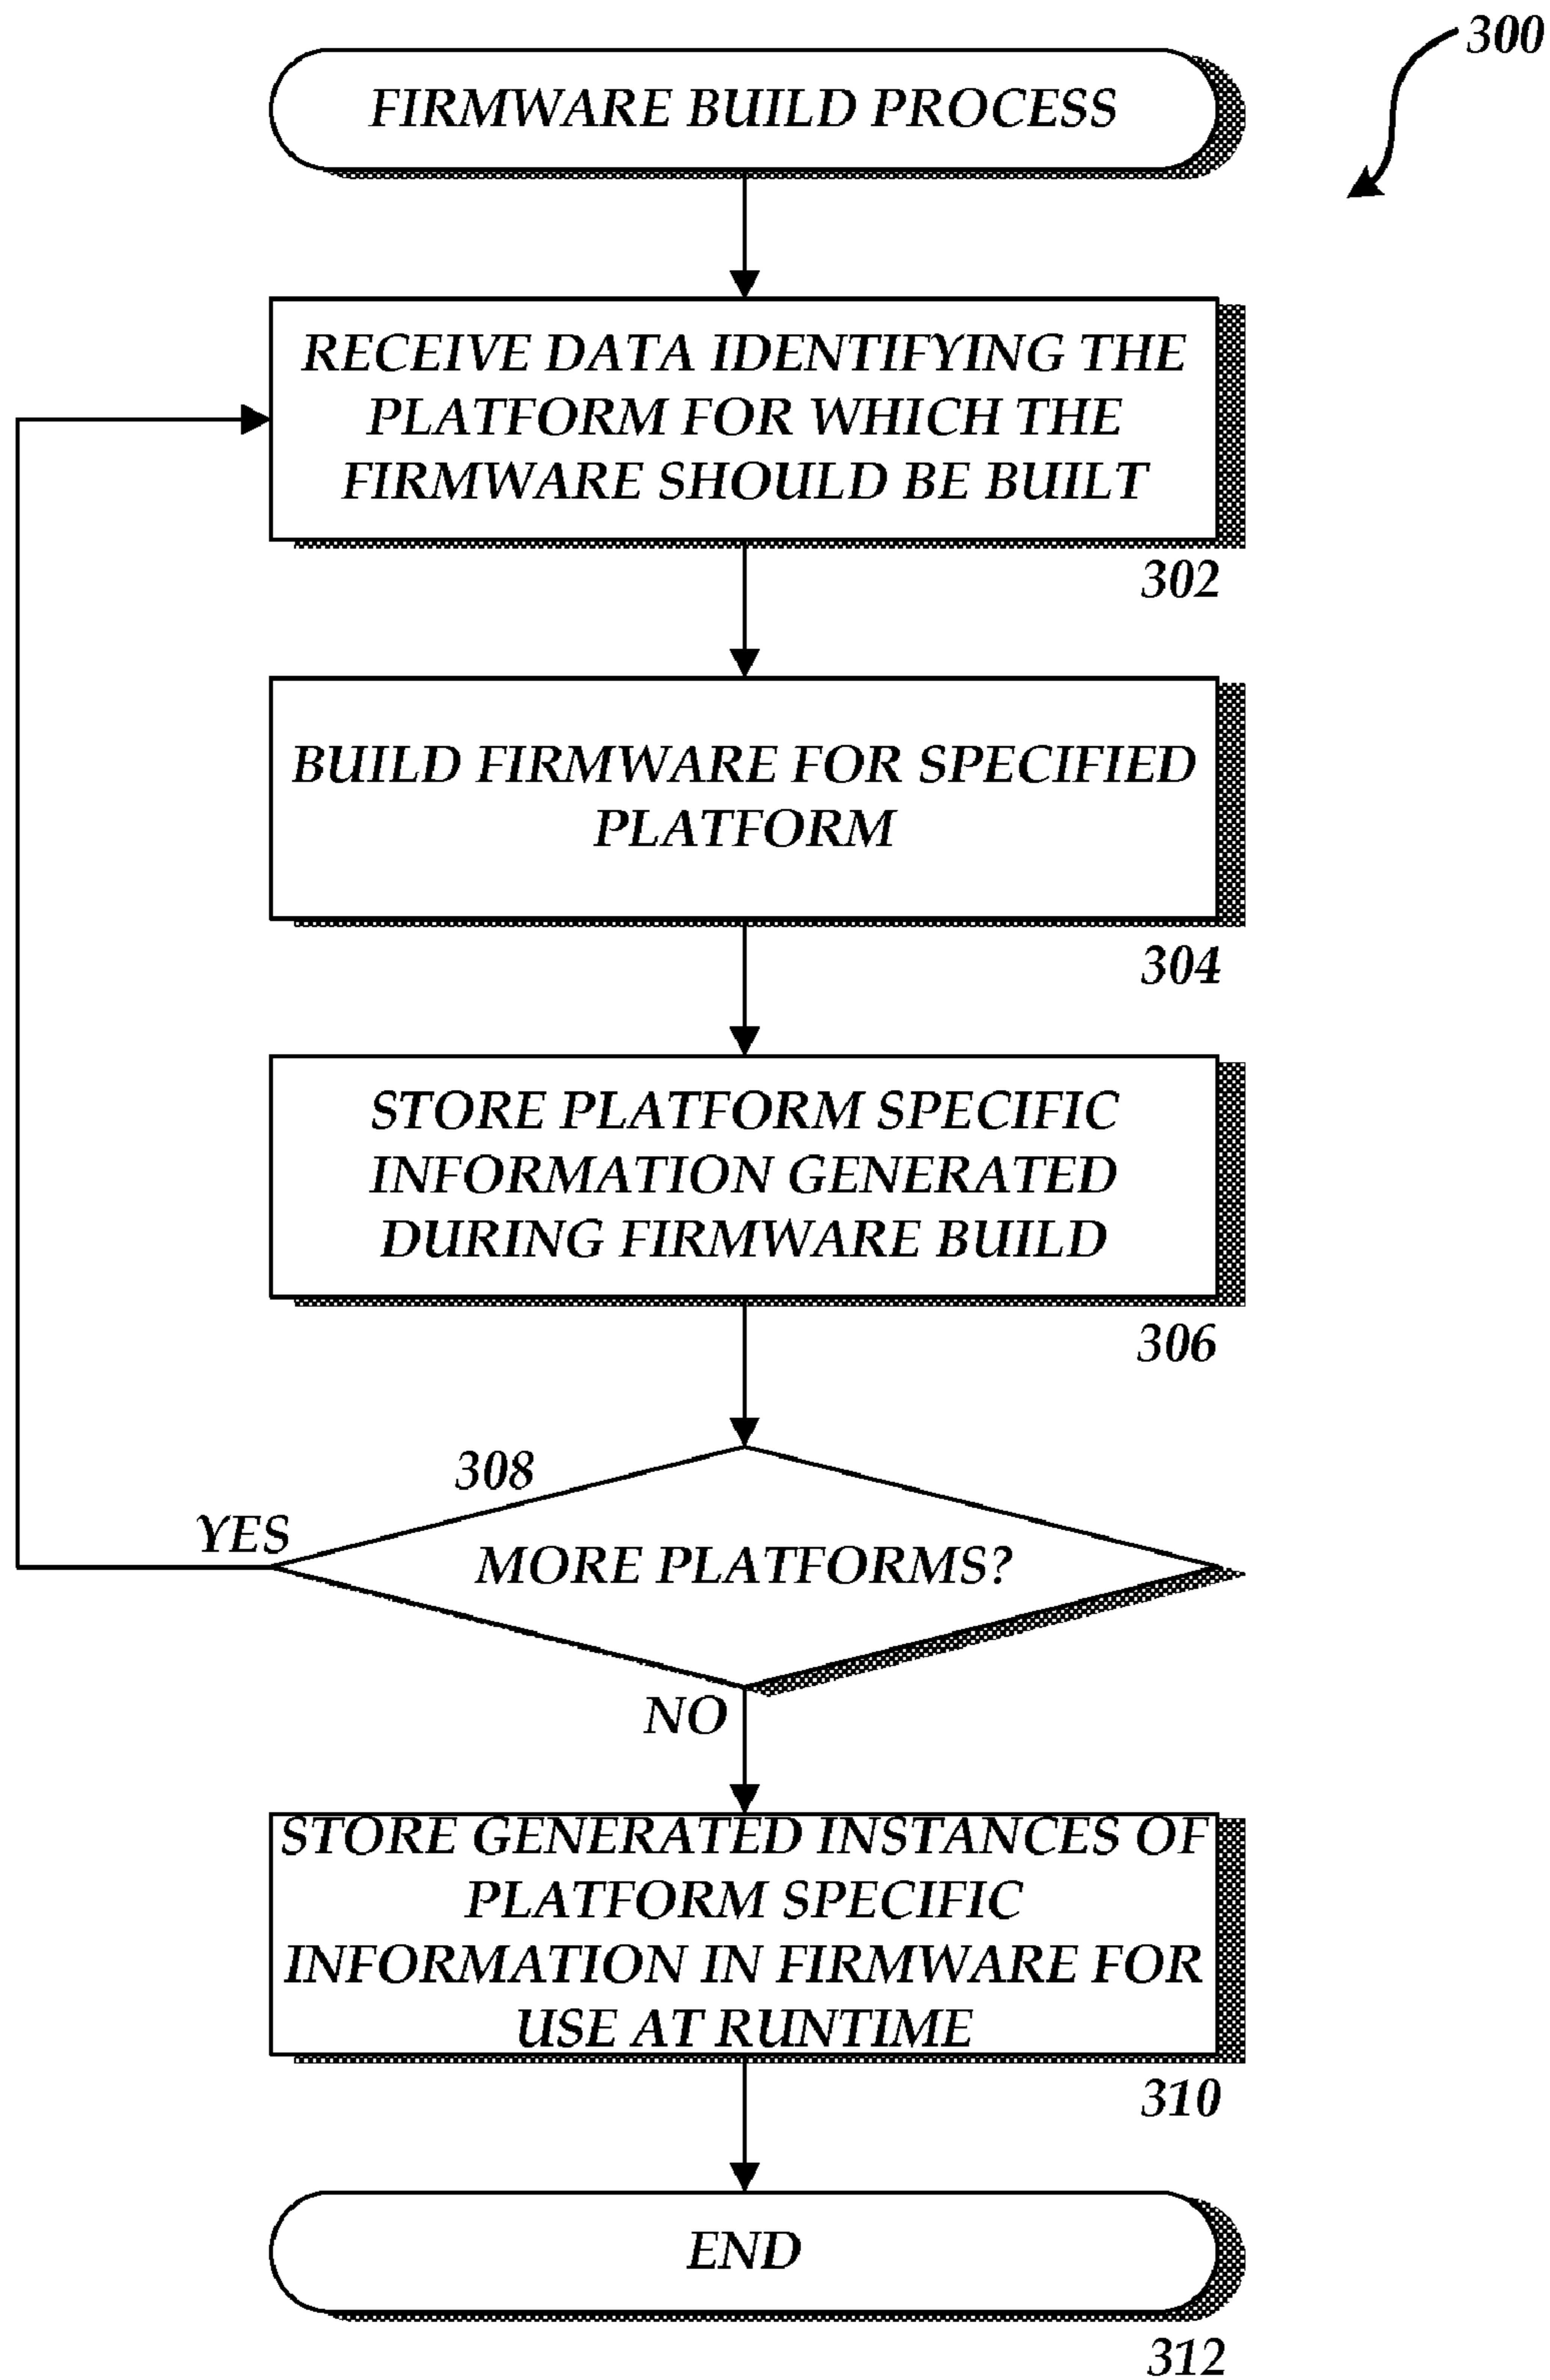 300
FIRMWARE BUILD PROCESS
RECEIVE DATA IDENTIFYING THE
PLATFORM FOR WHICH THE
FIRMWARE SHOULD BE BUILT
302
BUILD FIRMWARE FOR SPECIFIED
PLATFORM
304
STORE PLATFORM SPECIFIC
INFORMATION GENERATED
DURING FIRMWARE BUILD
306
308
YES
MORE PLATFORMS?
NO
STORE GENERATED INSTANCES OF
PLATFORM SPECIFIC
INFORMATION IN FIRMWARE FOR
USE AT RUNTIME
310
END
312